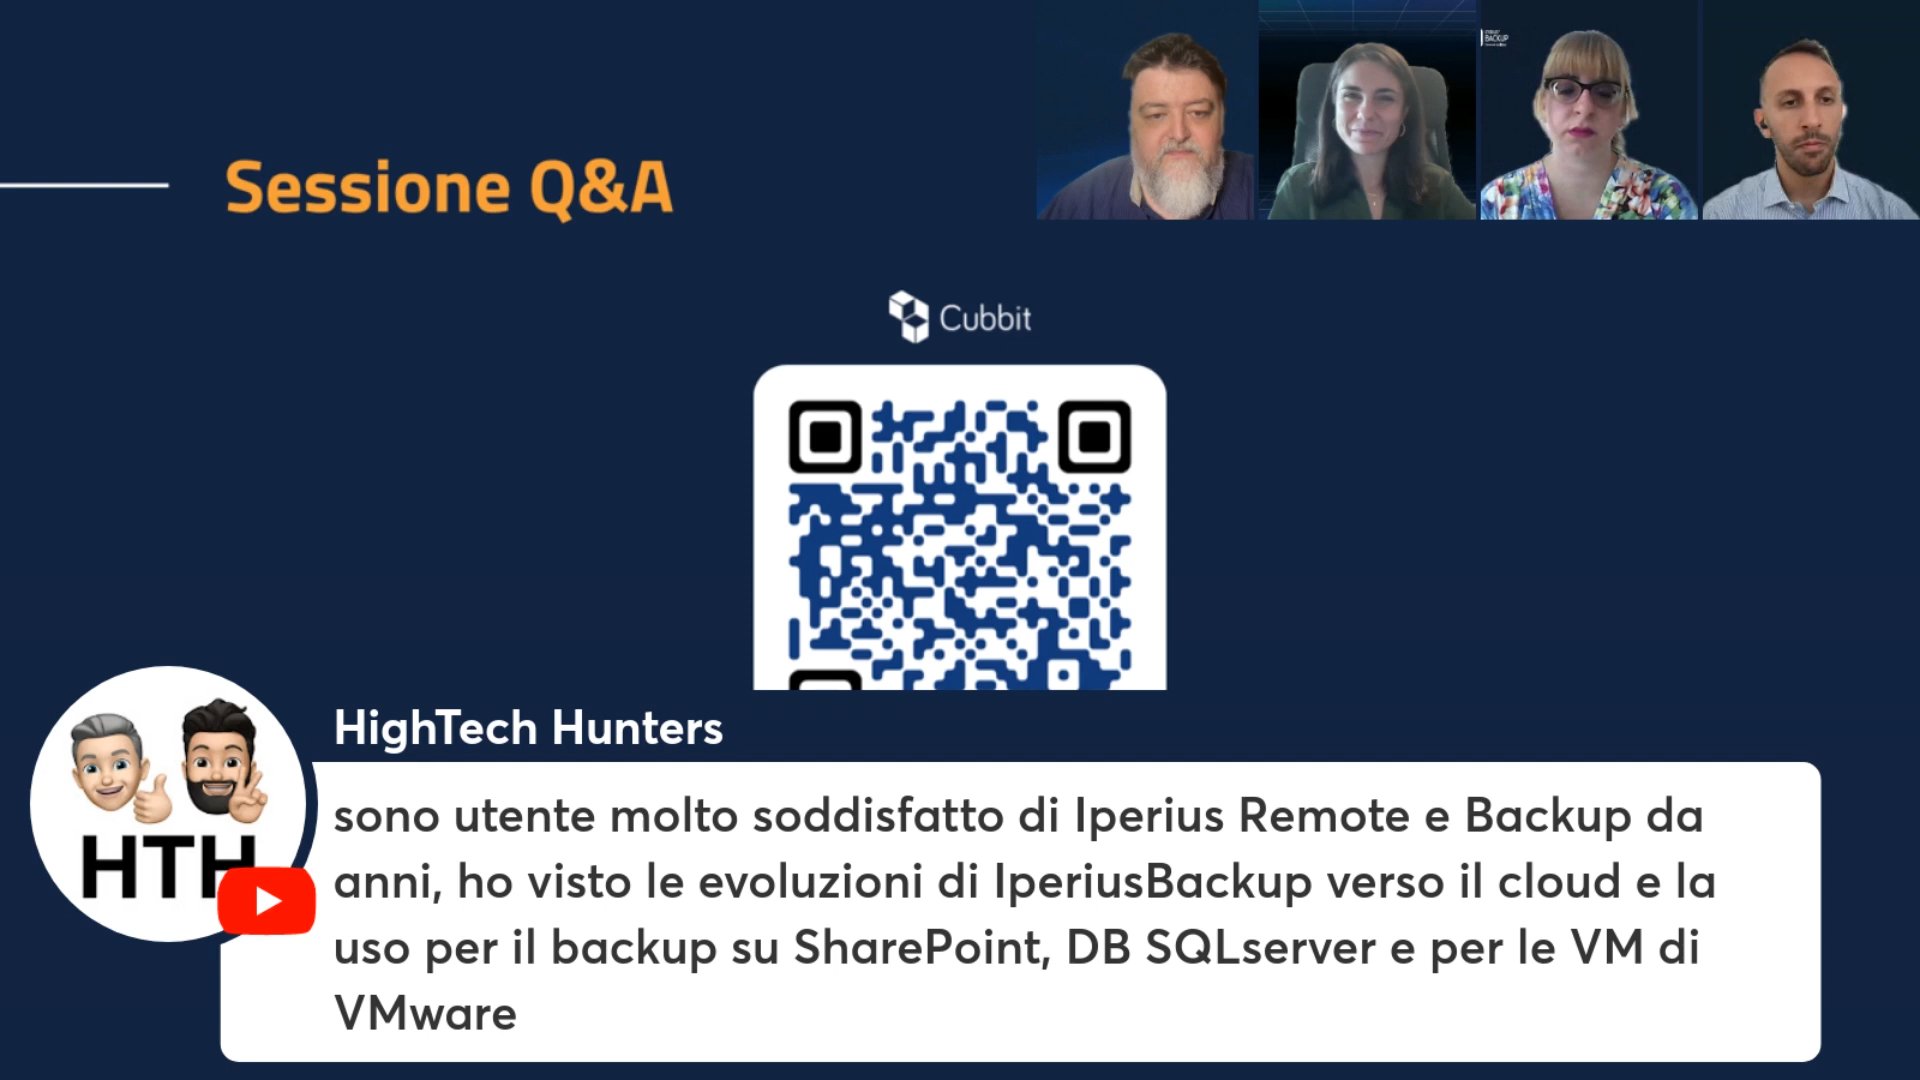 Sessione Q&A
BACKUP
Cubbit
HighTech Hunters
HTH
sono utente molto soddisfatto di Iperius Remote e Backup da
anni, ho visto le evoluzioni di IperiusBackup verso il cloud e la
uso per il backup su SharePoint, DB SQLserver e per le VM di
VMware